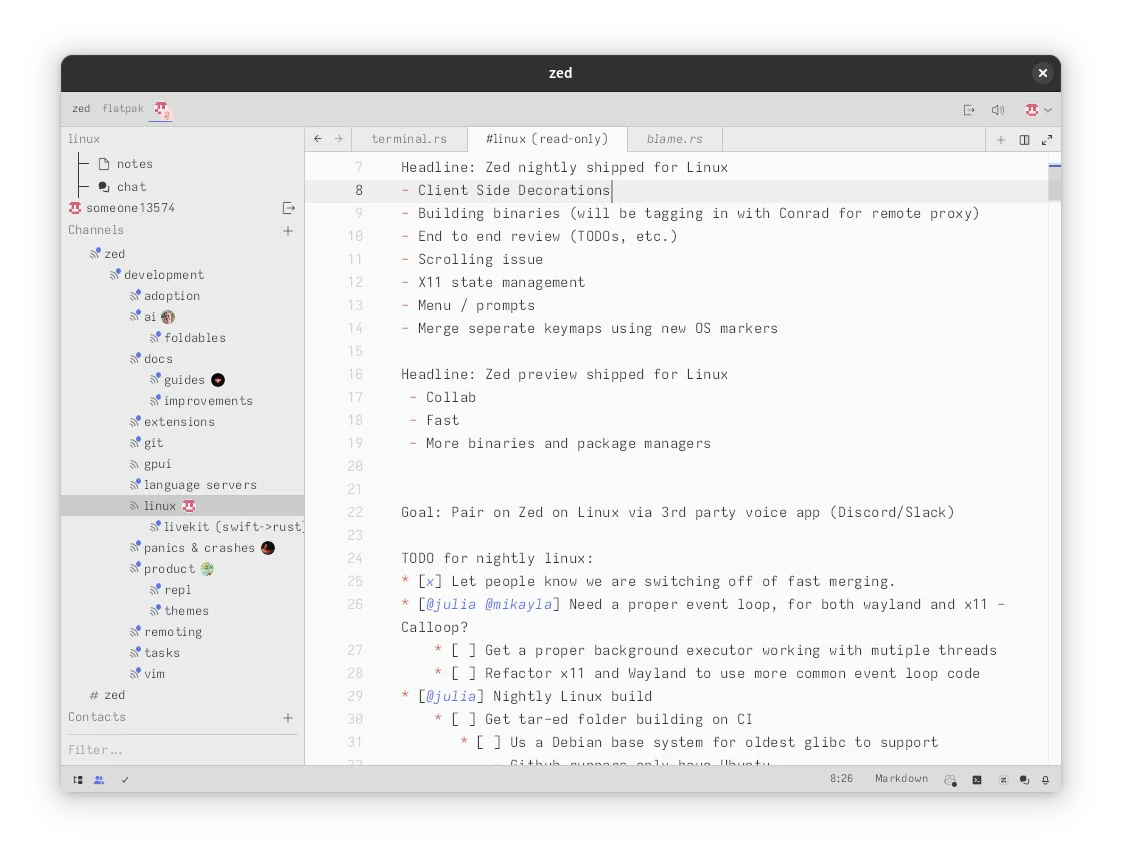 zed
zed flatpak
linux
notes
chat
someone13574
Channels
zed
development
adoption
ai
foldables
docs
guides
improvements
extensions
git
gpui
language servers
linux
livekit (swift->rust)
panics & crashes
product
repl
themes
remoting
tasks
vim
# zed
Contacts
Filter...
terminal.rs #linux (read-only) blame.rs
7 Headline: Zed nightly shipped for Linux
8 - Client Side Decorations
9 - Building binaries (will be tagging in with Conrad for remote proxy)
10 - End to end review (TODOs, etc.)
11 - Scrolling issue
12 - X11 state management
13 - Menu / prompts
14 - Merge seperate keymaps using new OS markers
15
16 Headline: Zed preview shipped for Linux
17 - Collab
18 - Fast
19 - More binaries and package managers
20
21
22 Goal: Pair on Zed on Linux via 3rd party voice app (Discord/Slack)
23
24 TODO for nightly linux:
25 * [x] Let people know we are switching off of fast merging.
26 * [@julia @mikayla] Need a proper event loop, for both wayland and x11 -
Calloop?
27 * [ ] Get a proper background executor working with mutiple threads
28 * [ ] Refactor x11 and Wayland to use more common event loop code
29 * [@julia] Nightly Linux build
30 * [ ] Get tar-ed folder building on CI
31 * [ ] Us a Debian base system for oldest glibc to support
32 - Github runners only have Ubuntu
8:26 Markdown